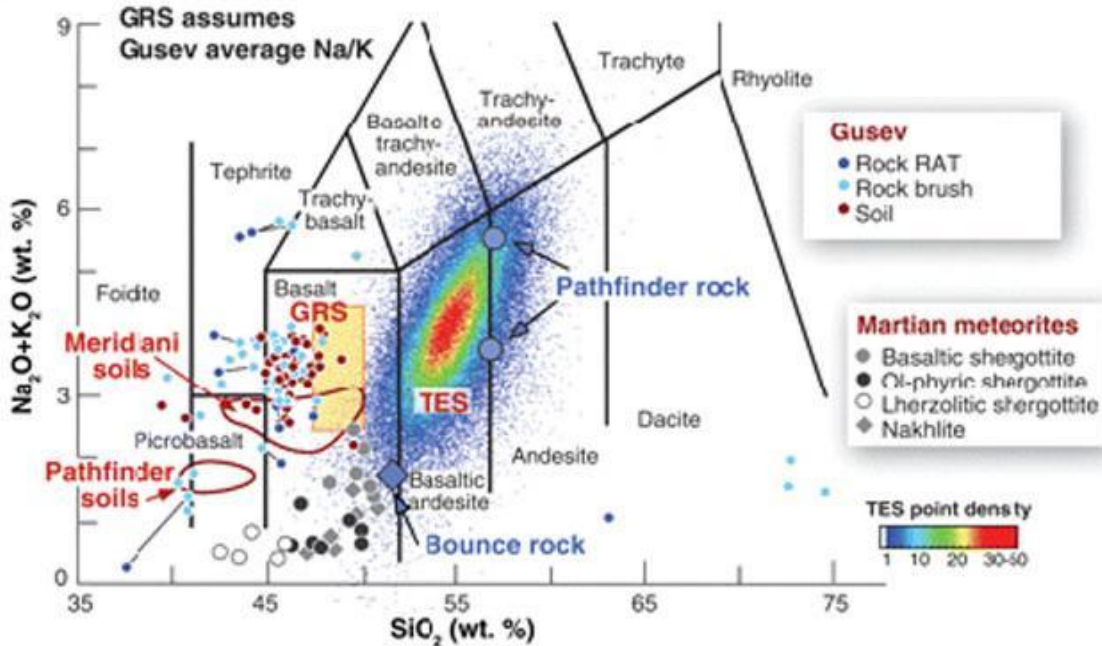 GRS assumes
Gusev average Na/K
9
6
3
0
Na₂O+K₂O (wt. %)
35
45
55
65
75
SiO₂ (wt. %)
Foidite
Tephrite
Trachy-
basalt
Basaltc
trachy-
andesite
Trachy-
andesite
Trachyte
Rhyolite
Basalt
GRS
Meridiani
soils
Picrobasalt
Pathfinder
soils
TES
Basaltic
andesite
Andesite
Dacite
Pathfinder rock
Bounce rock
Gusev
Rock RAT
Rock brush
Soil
Martian meteorites
Basaltic shergottite
Ol-phyric shergottite
Lherzolitic shergottite
Nakhlite
TES point density
1 10 20 30-50